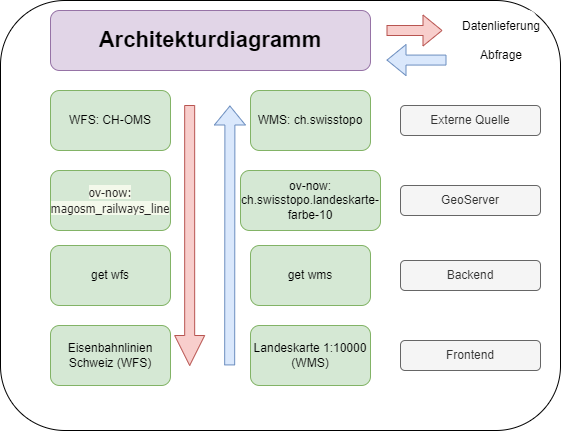 Architekturdiagramm
Datenlieferung
Abfrage
WFS: CH-OMS
WMS: ch.swisstopo
Externe Quelle
ov-now:
magosm_railways_line
ov-now:
ch.swisstopo.landeskarte-
farbe-10
GeoServer
get wfs
get wms
Backend
Eisenbahnlinien
Schweiz (WFS)
Landeskarte 1:10000
(WMS)
Frontend